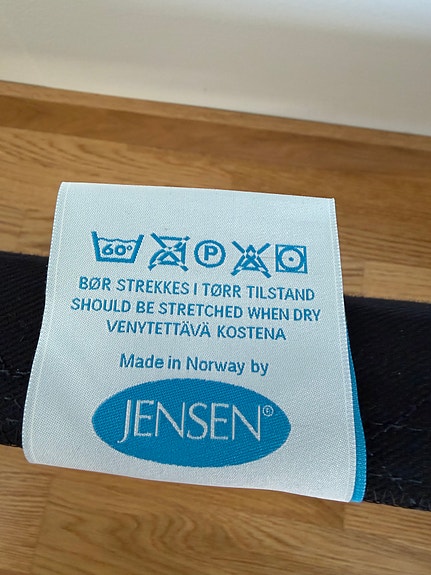 60°
P
BØR STREKKES I TØRR TILSTAND
SHOULD BE STRETCHED WHEN DRY
VENYTETTÄVÄ KOSTENA
Made in Norway by
JENSEN®